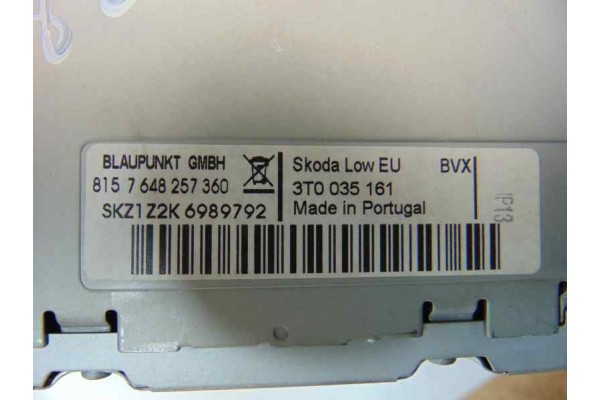 BLAUPUNKT GMBH
815 7 648 257 360
SKZ1Z2K 6989792
Skoda Low EU BVX
3T0 035 161
Made in Portugal